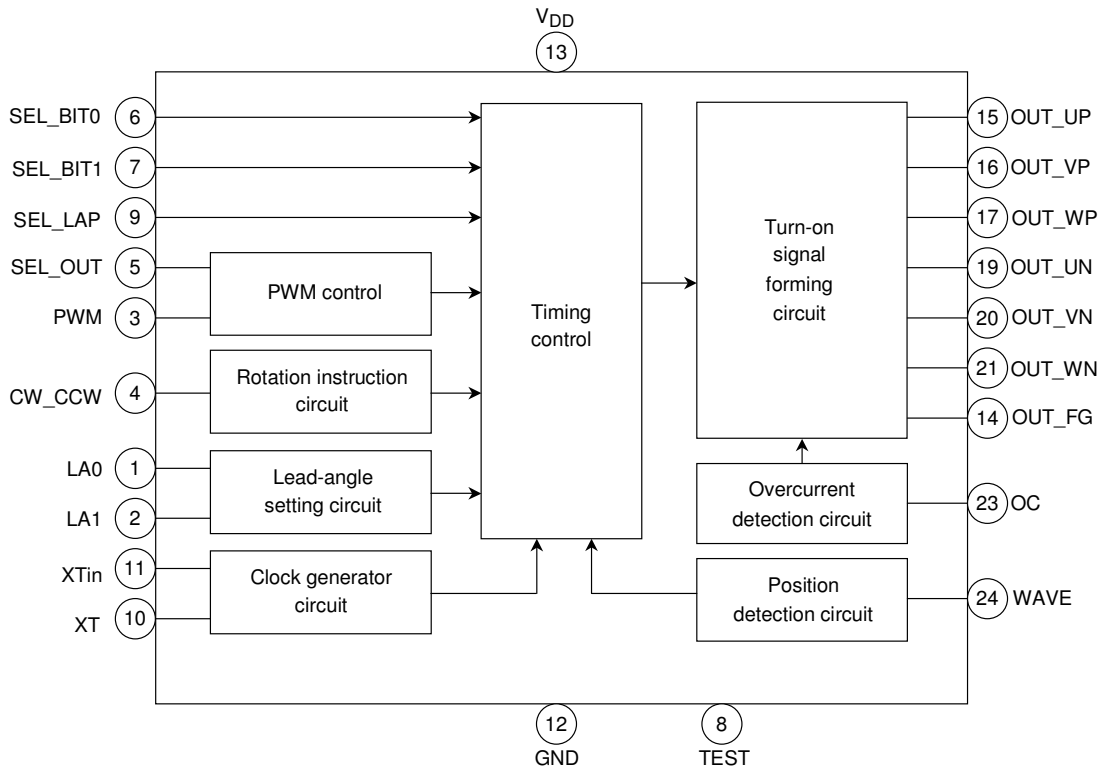 VDD
13
SEL_BIT0 6
SEL_BIT1 7
SEL_LAP 9
SEL_OUT 5
PWM 3
CW_CCW 4
LA0 1
LA1 2
XTin 11
XT 10
PWM control
Rotation instruction
circuit
Lead-angle
setting circuit
Clock generator
circuit
Timing
control
Turn-on
signal
forming
circuit
Overcurrent
detection circuit
Position
detection circuit
15 OUT_UP
16 OUT_VP
17 OUT_WP
19 OUT_UN
20 OUT_VN
21 OUT_WN
14 OUT_FG
23 OC
24 WAVE
12
GND
8
TEST